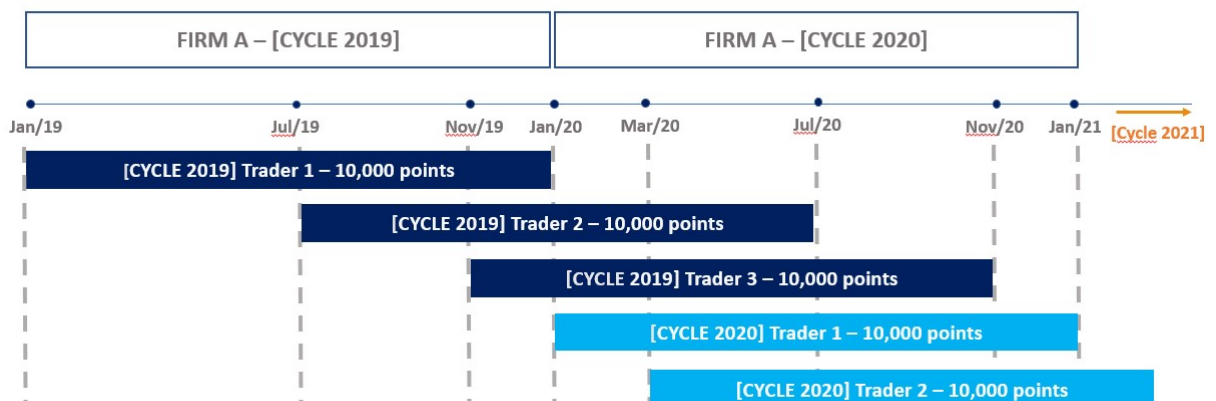 FIRM A – [CYCLE 2019]
FIRM A – [CYCLE 2020]
Jan/19
Jul/19
Nov/19
Jan/20
Mar/20
Jul/20
Nov/20
Jan/21
[Cycle 2021]
[CYCLE 2019] Trader 1 – 10,000 points
[CYCLE 2019] Trader 2 – 10,000 points
[CYCLE 2019] Trader 3 – 10,000 points
[CYCLE 2020] Trader 1 – 10,000 points
[CYCLE 2020] Trader 2 – 10,000 points